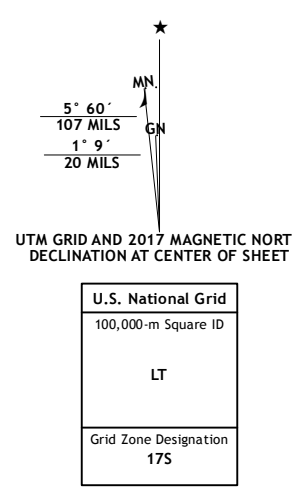 ★
MN.
5° 60´
107 MILS
GN
1° 9´
20 MILS
UTM GRID AND 2017 MAGNETIC NORT
DECLINATION AT CENTER OF SHEET
U.S. National Grid
100,000-m Square ID
LT
Grid Zone Designation
17S